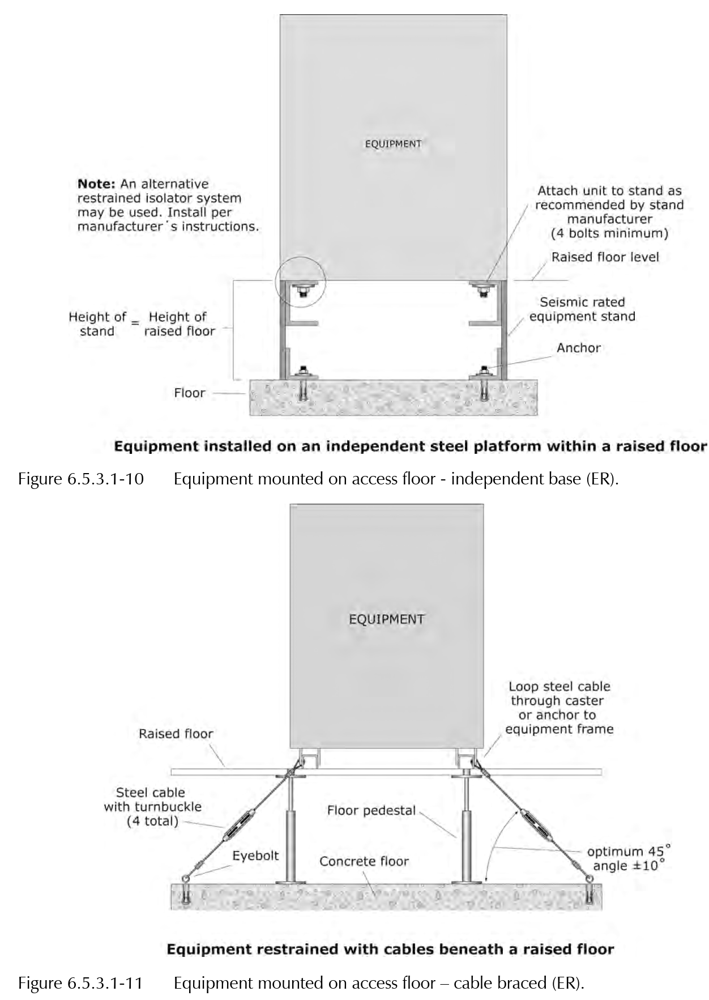 EQUIPMENT
Note: An alternative
restrained isolator system
may be used. Install per
manufacturer´s instructions.
Attach unit to stand as
recommended by stand
manufacturer
(4 bolts minimum)
Raised floor level
Height of = Height of
stand raised floor
Seismic rated
equipment stand
Anchor
Floor
Equipment installed on an independent steel platform within a raised floor
Figure 6.5.3.1-10 Equipment mounted on access floor - independent base (ER).
EQUIPMENT
Loop steel cable
through caster
or anchor to
equipment frame
Raised floor
Steel cable
with turnbuckle
(4 total)
Floor pedestal
Eyebolt
Concrete floor
optimum 45°
angle ±10°
Equipment restrained with cables beneath a raised floor
Figure 6.5.3.1-11 Equipment mounted on access floor – cable braced (ER).